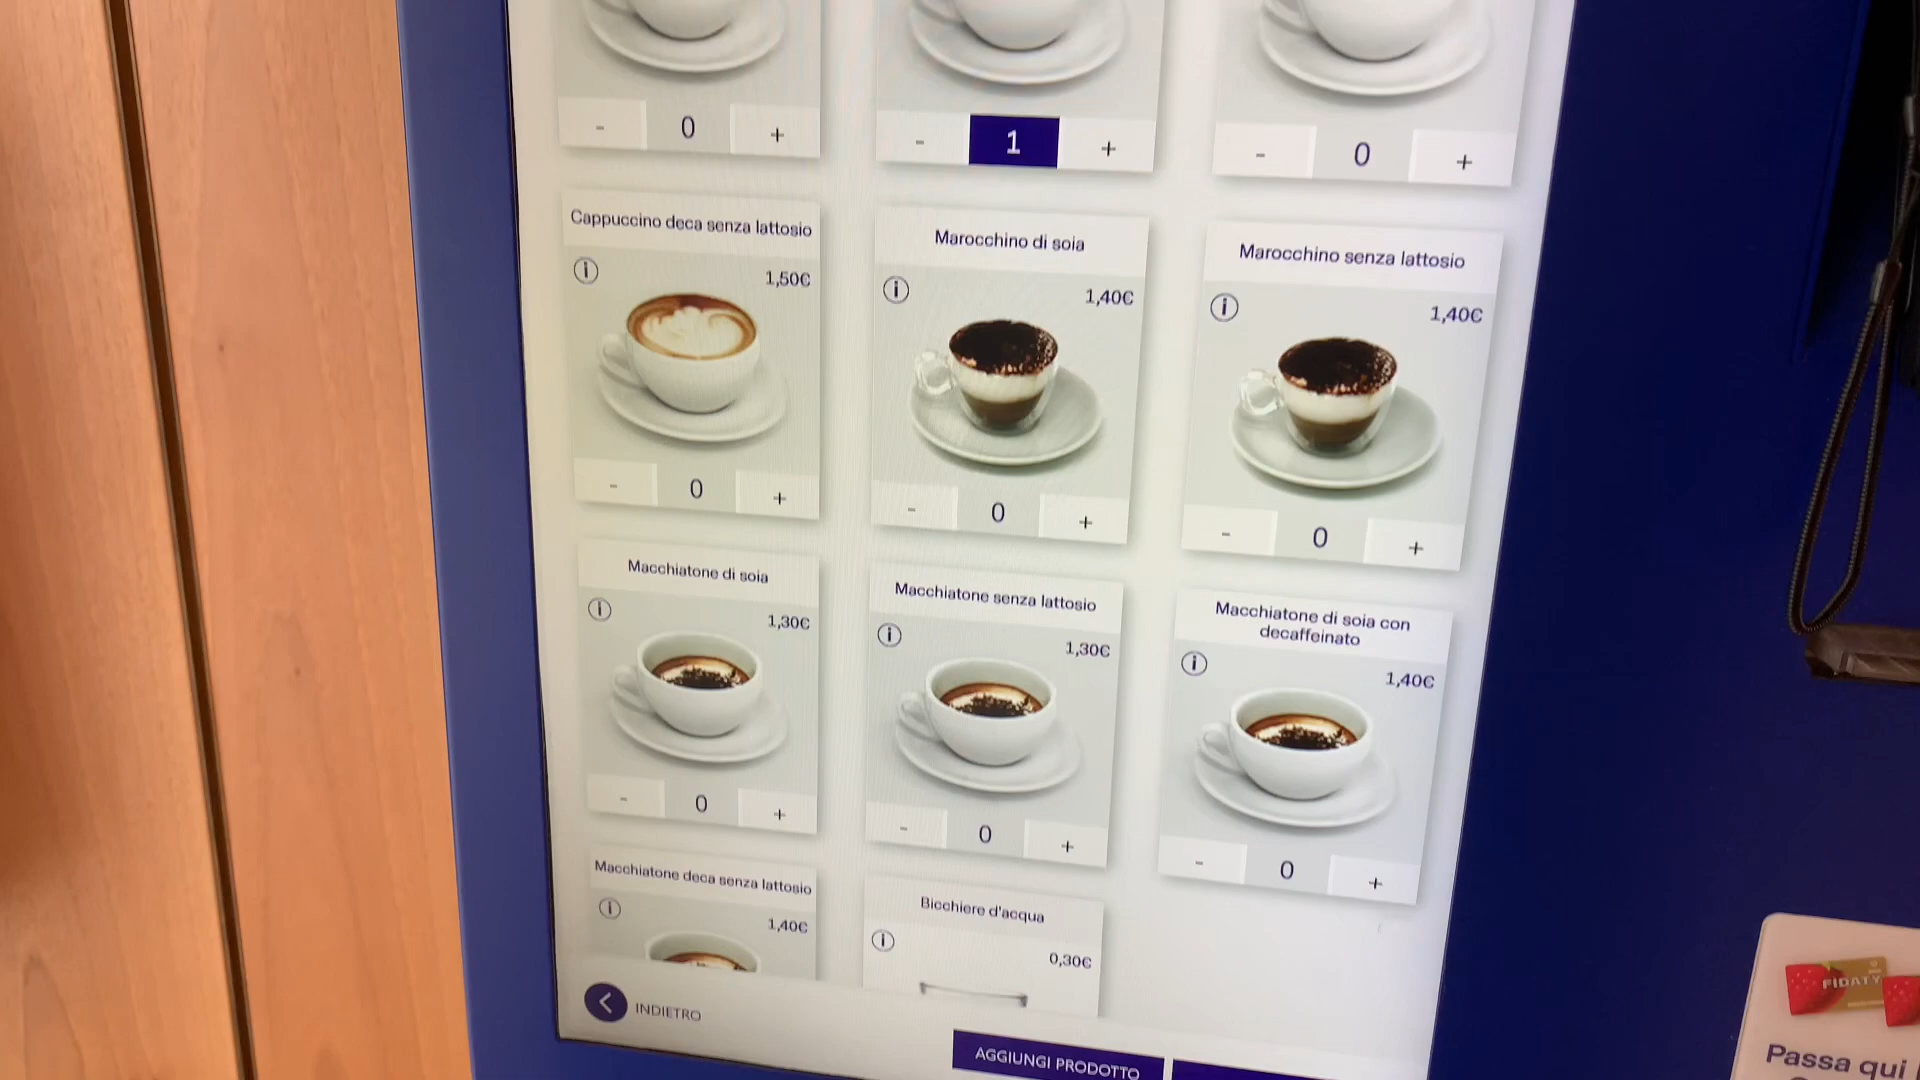 - 0 +
- 1 +
- 0 +
Cappuccino deca senza lattosio
i 1,50€
- 0 +
Marocchino di soia
i 1,40€
- 0 +
Marocchino senza lattosio
i 1,40€
- 0 +
Macchiatone di soia
i 1,30€
- 0 +
Macchiatone senza lattosio
i 1,30€
- 0 +
Macchiatone di soia con
decaffeinato
i 1,40€
- 0 +
Macchiatone deca senza lattosio
i 1,40€
Bicchiere d'acqua
i 0,30€
INDIETRO
AGGIUNGI PRODOTTO
FIDATY
Passa qui